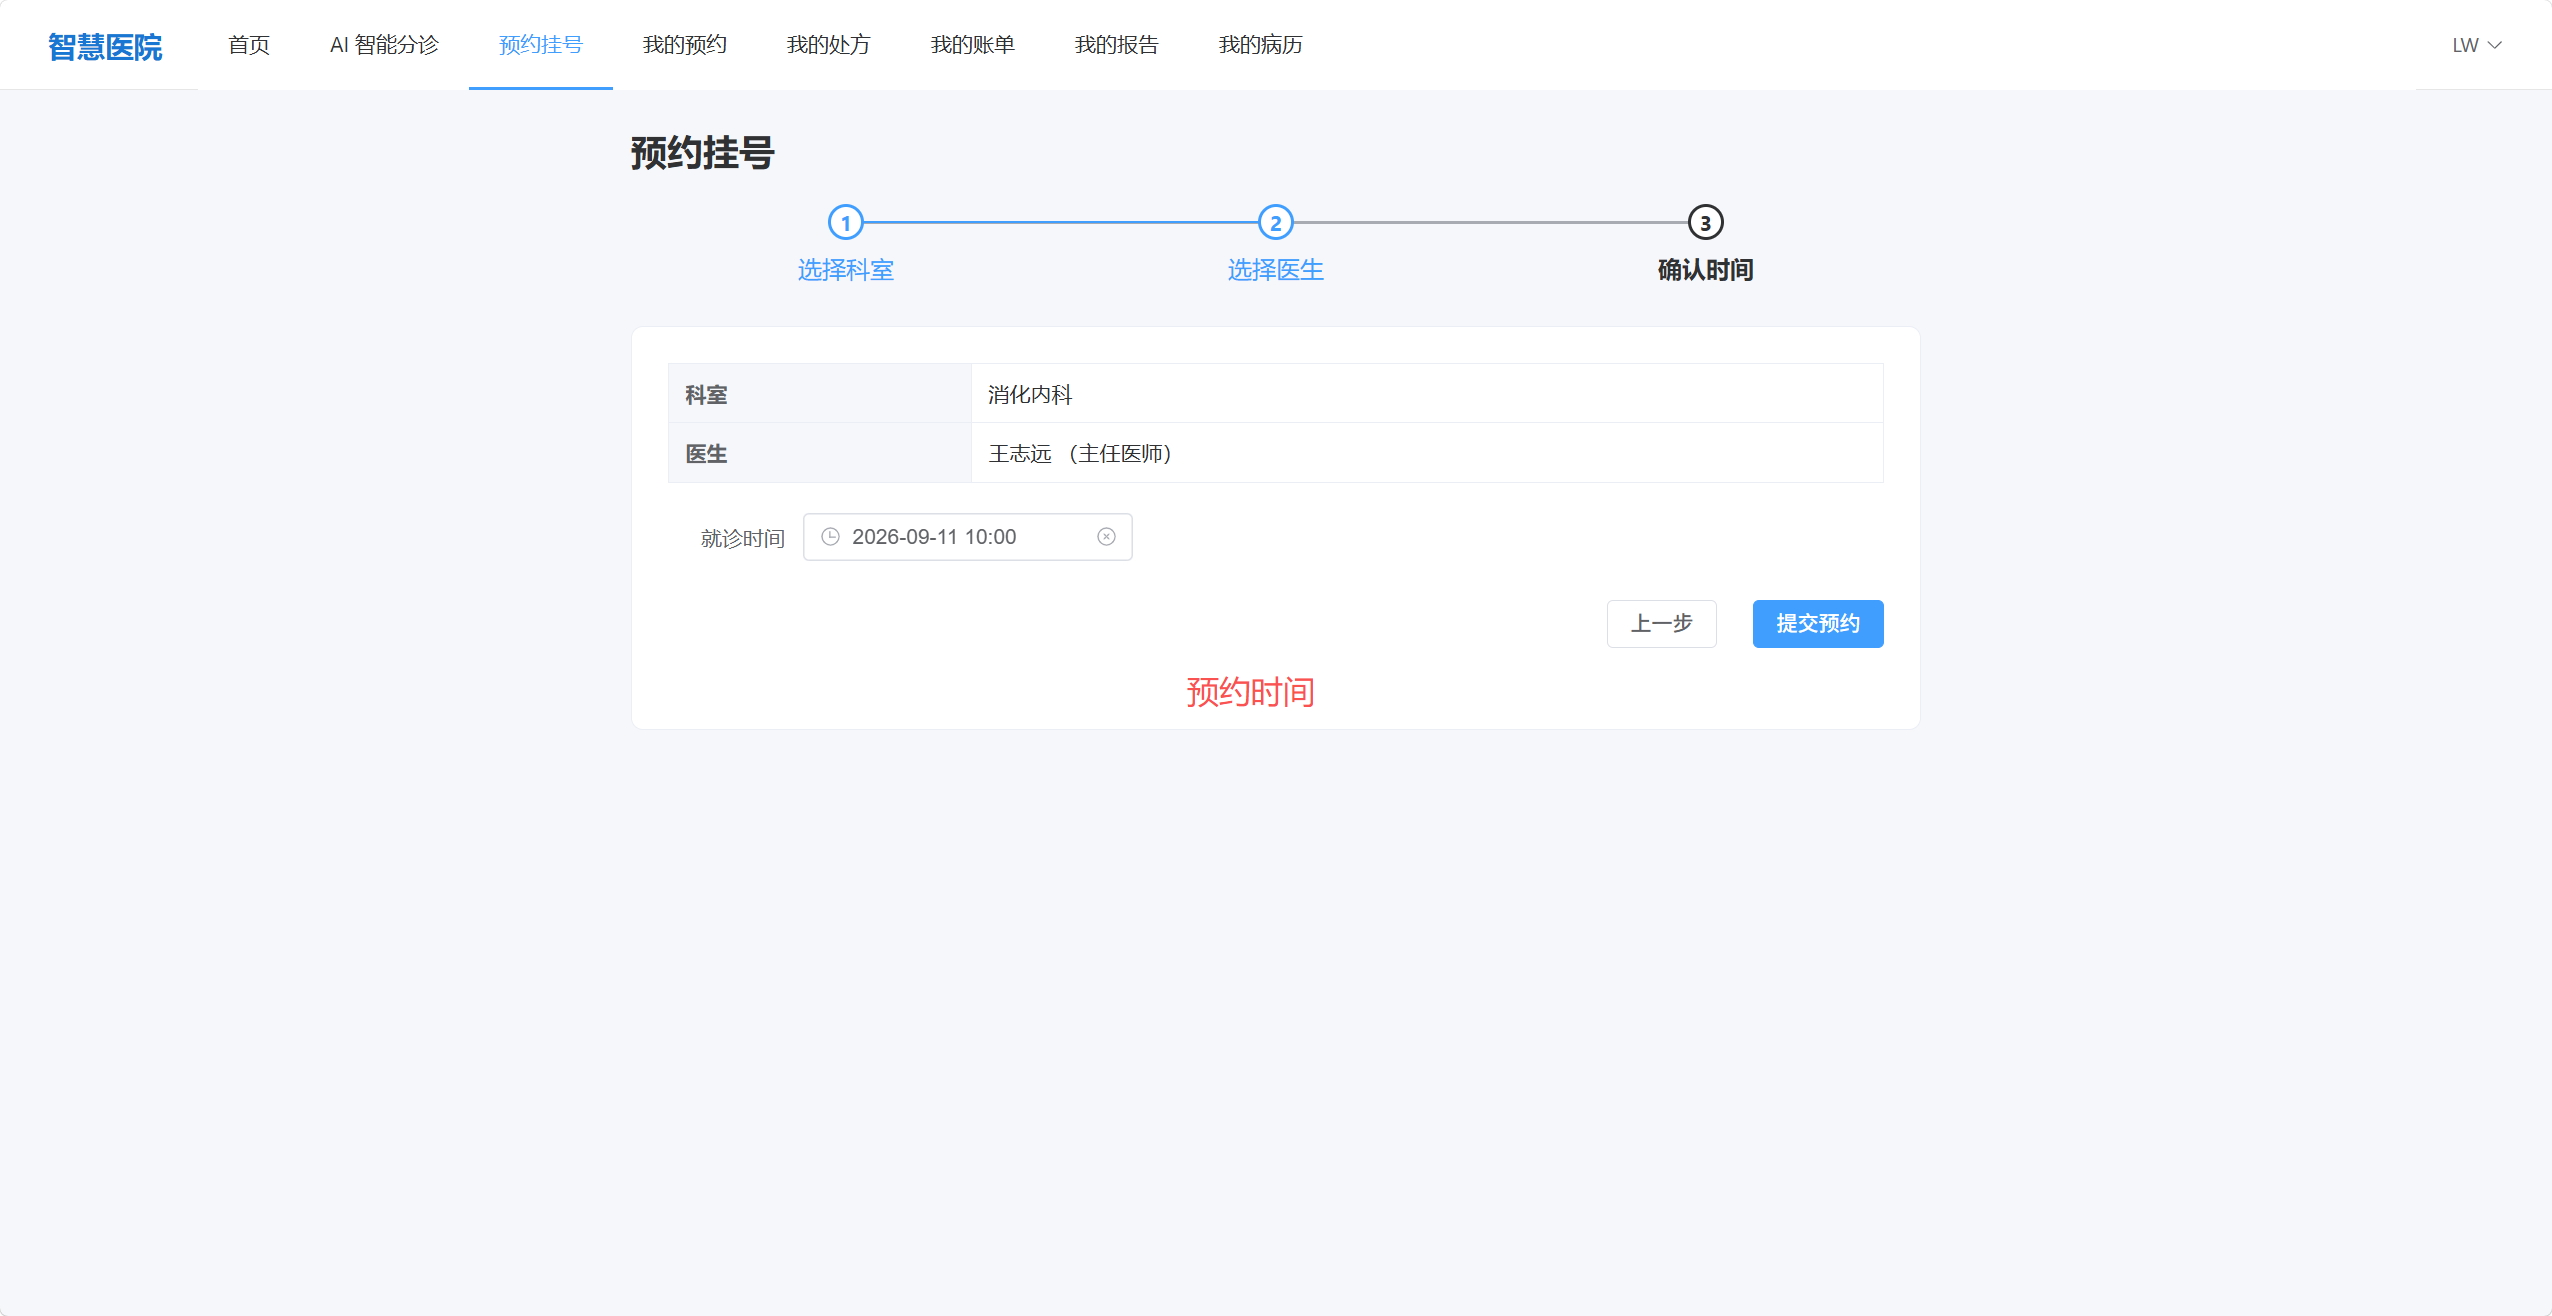 智慧医院 首页 AI 智能分诊 预约挂号 我的预约 我的处方 我的账单 我的报告 我的病历 LW
预约挂号
1 2 3
选择科室 选择医生 确认时间
科室 消化内科
医生 王志远 （主任医师）
就诊时间 2026-09-11 10:00
上一步 提交预约
预约时间